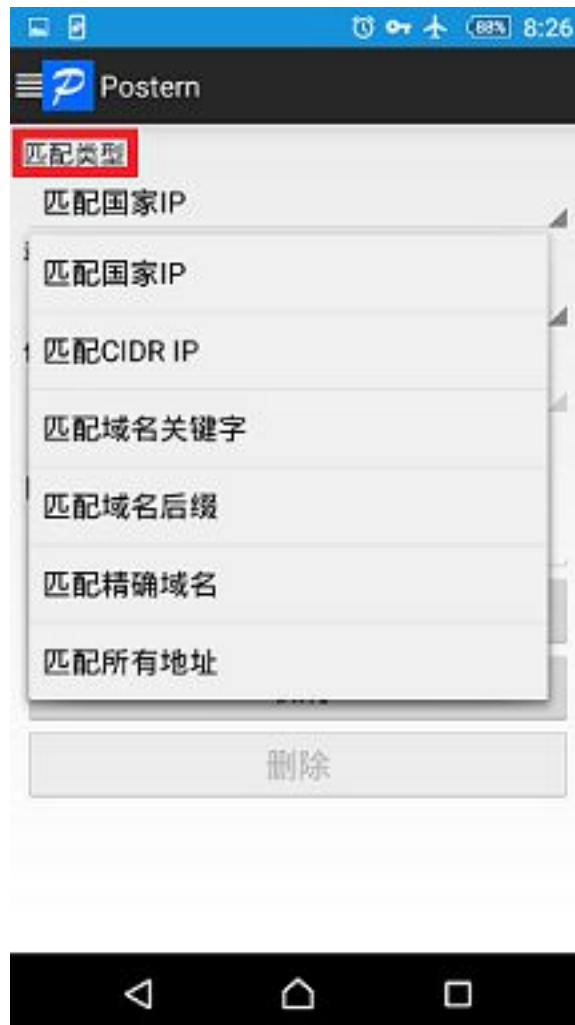 88% 8:26
Postern
匹配类型
匹配国家IP
匹配国家IP
匹配CIDR IP
匹配域名关键字
匹配域名后缀
匹配精确域名
匹配所有地址
删除